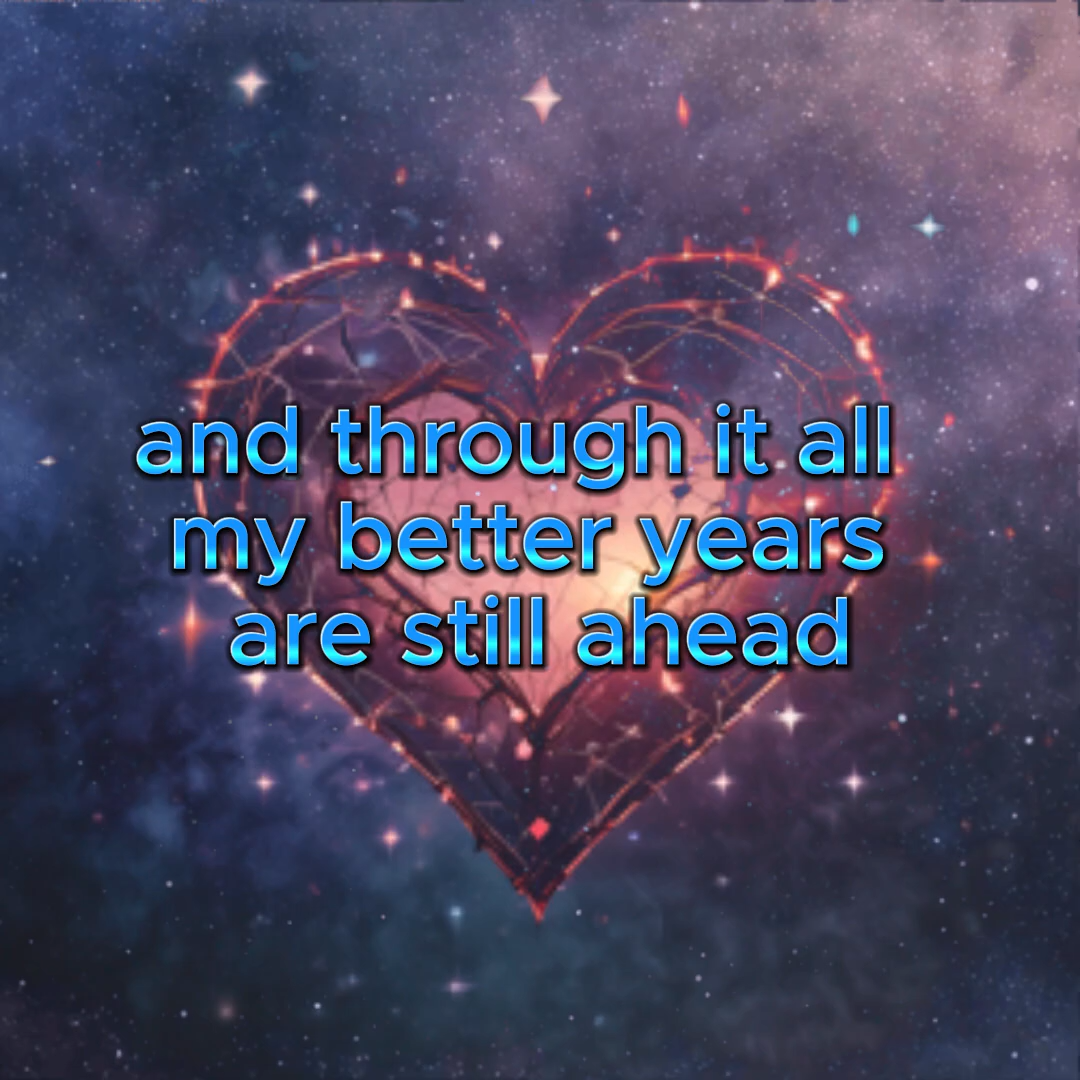 and through it all
my better years
are still ahead